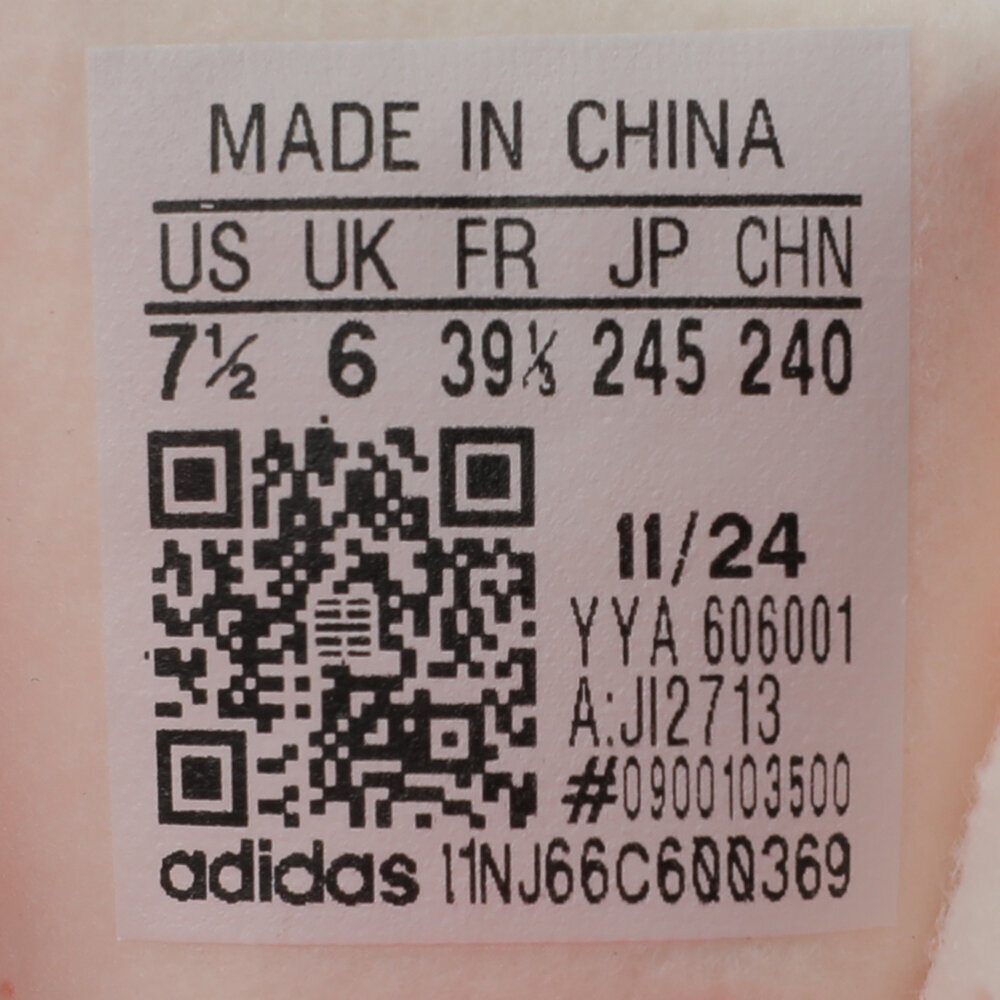 MADE IN CHINA
US UK FR JP CHN
7½ 6 39⅓ 245 240
11/24
YYA 606001
A:JI2713
#0900103500
adidas 11NJ66C600369